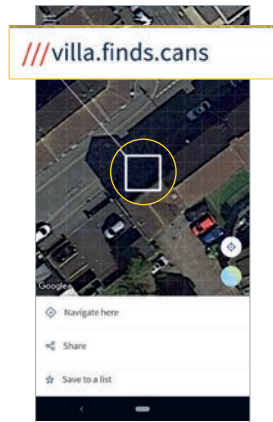 ///villa.finds.cans
Google
Navigate here
Share
Save to a list